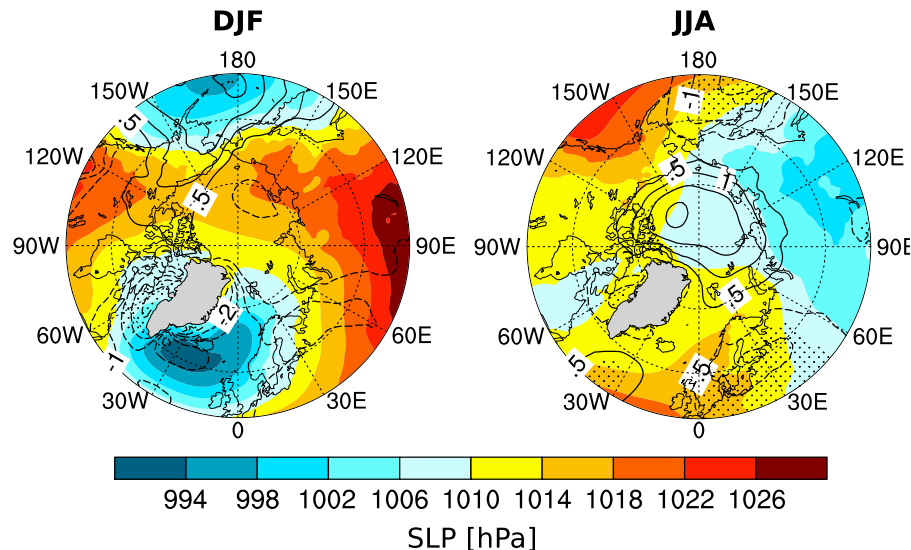 DJF JJA
180 180
150W 150E 150W 150E
.5 -1
120W 120E 120W 120E
.5 .5 1
90W 90E 90W 90E
-2 .5
60W 60E 60W 60E
-1 .5 -.5
30W 30E 30W 30E
0 0
994 998 1002 1006 1010 1014 1018 1022 1026
SLP [hPa]